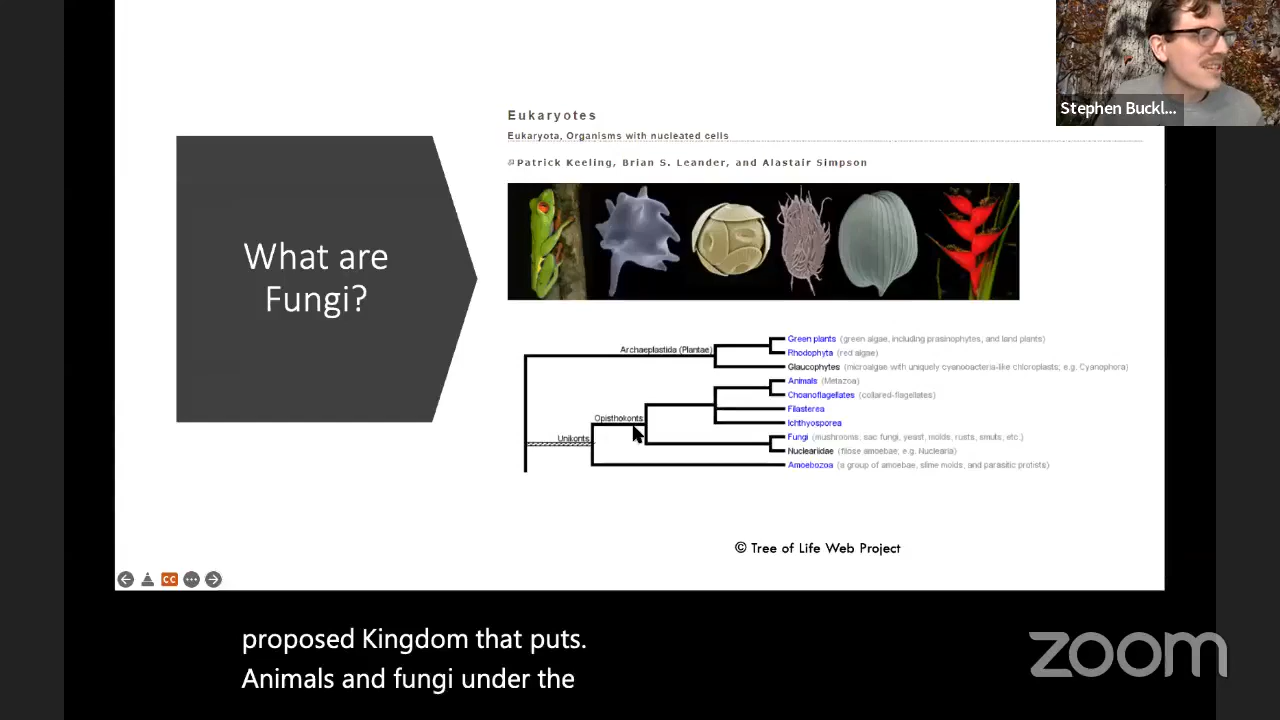 Stephen Buckl...
Eukaryotes
Eukaryota, Organisms with nucleated cells
Patrick Keeling, Brian S. Leander, and Alastair Simpson
What are
Fungi?
Archaeplastida (Plantae)
Green plants (green algae, including prasinophytes, and land plants)
Rhodophyta (red algae)
Glaucophytes (microalgae with uniquely cyanobacteria-like chloroplasts; e.g. Cyanophora)
Animals (Metazoa)
Choanoflagellates (collared-flagellates)
Filasterea
Opisthokonts
Ichthyosporea
Unikonts
Fungi (mushrooms, sac fungi, yeast, molds, rusts, smuts, etc.)
Nucleariidae (filose amoebae; e.g. Nuclearia)
Amoebozoa (a group of amoebae, slime molds, and parasitic protists)
© Tree of Life Web Project
CC
proposed Kingdom that puts.
Animals and fungi under the
zoom